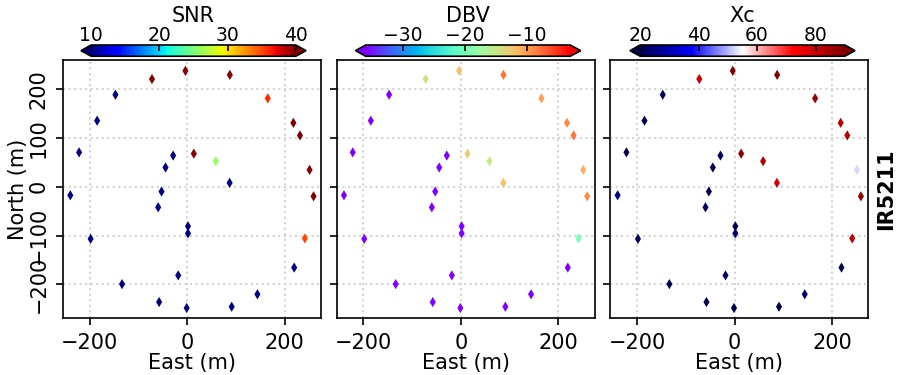 SNR DBV Xc
10 20 30 40 −30 −20 −10 20 40 60 80
North (m)
200
100
0
−100
−200
IR5211
−200 0 200 −200 0 200 −200 0 200
East (m) East (m) East (m)